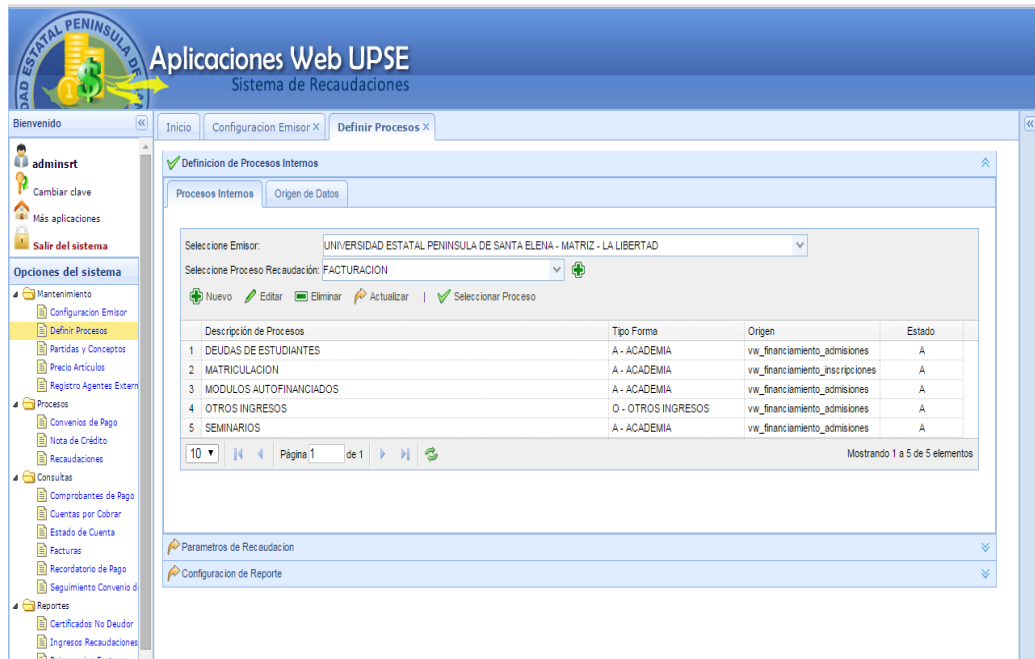 AD ESTATAL PENINSULA DE
Aplicaciones Web UPSE
Sistema de Recaudaciones
Bienvenido
adminsrt
Cambiar clave
Más aplicaciones
Salir del sistema
Opciones del sistema
Mantenimiento
Configuracion Emisor
Definir Procesos
Partidas y Conceptos
Precio Artículos
Registro Agentes Extern
Procesos
Convenios de Pago
Nota de Crédito
Recaudaciones
Consultas
Comprobantes de Pago
Cuentas por Cobrar
Estado de Cuenta
Facturas
Recordatorio de Pago
Seguimiento Convenio d
Reportes
Certificados No Deudor
Ingresos Recaudaciones
Inicio Configuracion Emisor X Definir Procesos X
Definicion de Procesos Internos
Procesos Internos Origen de Datos
Seleccione Emisor: UNIVERSIDAD ESTATAL PENINSULA DE SANTA ELENA - MATRIZ - LA LIBERTAD
Seleccione Proceso Recaudación: FACTURACION
Nuevo Editar Eliminar Actualizar | Seleccionar Proceso
Descripción de Procesos Tipo Forma Origen Estado
1 DEUDAS DE ESTUDIANTES A - ACADEMIA vw_financiamiento_admisiones A
2 MATRICULACION A - ACADEMIA vw_financiamiento_inscripciones A
3 MODULOS AUTOFINANCIADOS A - ACADEMIA vw_financiamiento_admisiones A
4 OTROS INGRESOS O - OTROS INGRESOS vw_financiamiento_admisiones A
5 SEMINARIOS A - ACADEMIA vw_financiamiento_admisiones A
10 Página 1 de 1 Mostrando 1 a 5 de 5 elementos
Parametros de Recaudacion
Configuracion de Reporte